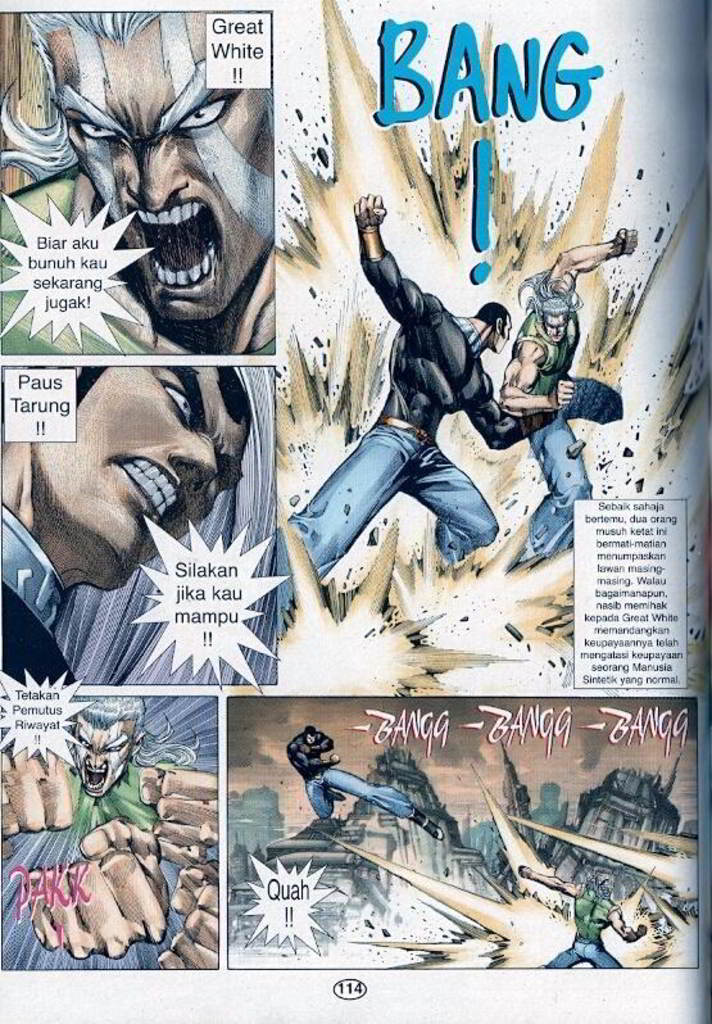 Great
White
!!
Biar aku
bunuh kau
sekarang
jugak!
BANG
!
Paus
Tarung
!!
Silakan
jika kau
mampu
!!
Sebaik sahaja
bertemu, dua orang
musuh ketat ini
bermati-matian
menumpaskan
lawan masing-
masing. Walau
bagaimanapun,
nasib memihak
kepada Great White
memandangkan
keupayaannya telah
mengatasi keupayaan
seorang Manusia
Sintetik yang normal.
Tetakan
Pemutus
Riwayat
!!
PAKK
!
-BANGG -BANGG -BANGG
Quah
!!
114